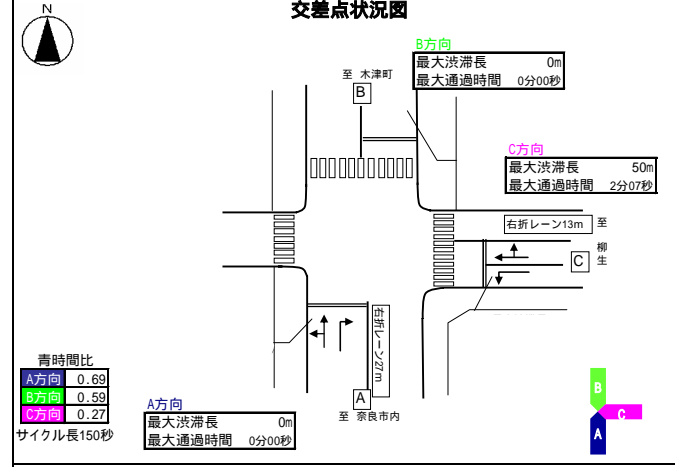 交差点状況図
N
B方向
最大渋滞長 0m
最大通過時間 0分00秒
至 木津町
B
C方向
最大渋滞長 50m
最大通過時間 2分07秒
右折レーン13m 至
柳生
C
右折レーン27m
A
至 奈良市内
青時間比
A方向 0.69
B方向 0.59
C方向 0.27
サイクル長150秒
A方向
最大渋滞長 0m
最大通過時間 0分00秒
B
C
A